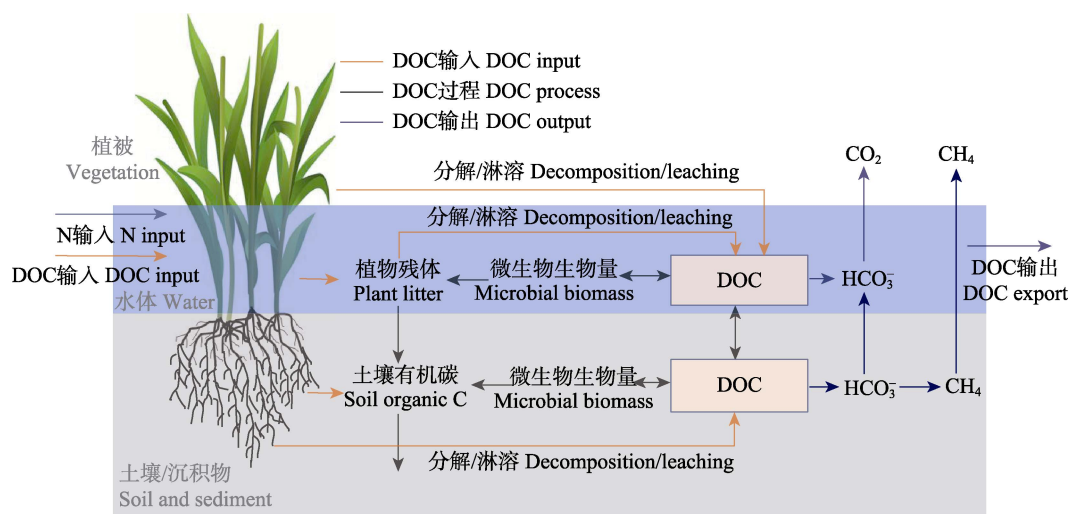 DOC输入 DOC input
DOC过程 DOC process
DOC输出 DOC output
植被
Vegetation
CO₂
CH₄
分解/淋溶 Decomposition/leaching
分解/淋溶 Decomposition/leaching
N输入 N input
DOC输入 DOC input
水体 Water
植物残体
Plant litter
微生物生物量
Microbial biomass
DOC
HCO₃⁻
DOC输出
DOC export
土壤有机碳
Soil organic C
微生物生物量
Microbial biomass
DOC
HCO₃⁻
CH₄
分解/淋溶 Decomposition/leaching
土壤/沉积物
Soil and sediment